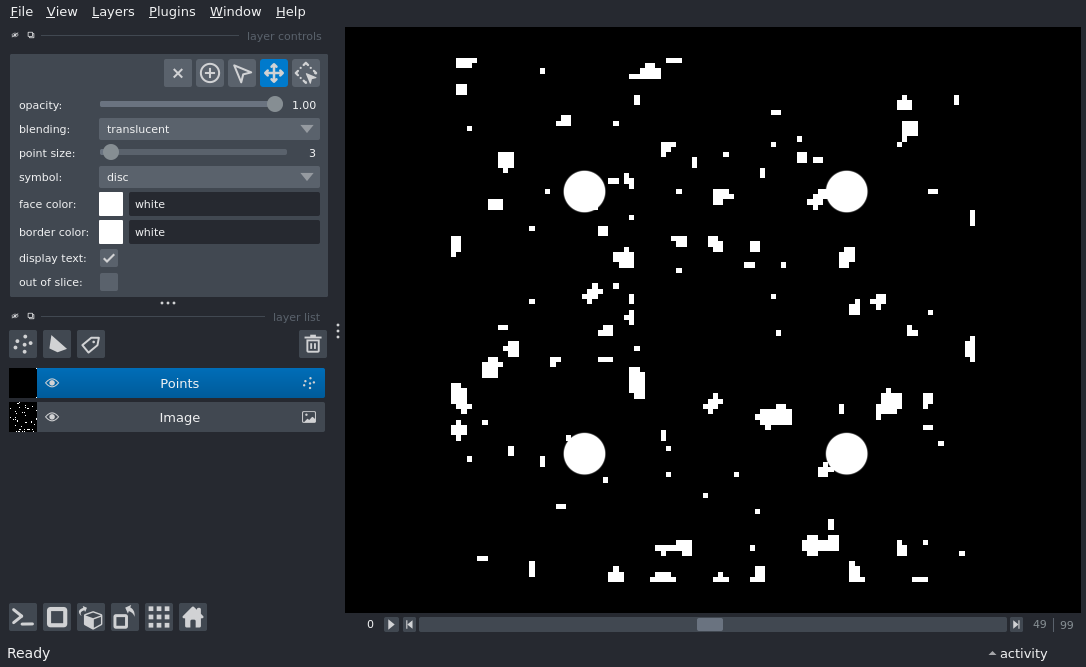 File View Layers Plugins Window Help
layer controls
opacity: 1.00
blending: translucent
point size: 3
symbol: disc
face color: white
border color: white
display text:
out of slice:
layer list
Points
Image
0 49 99
Ready activity